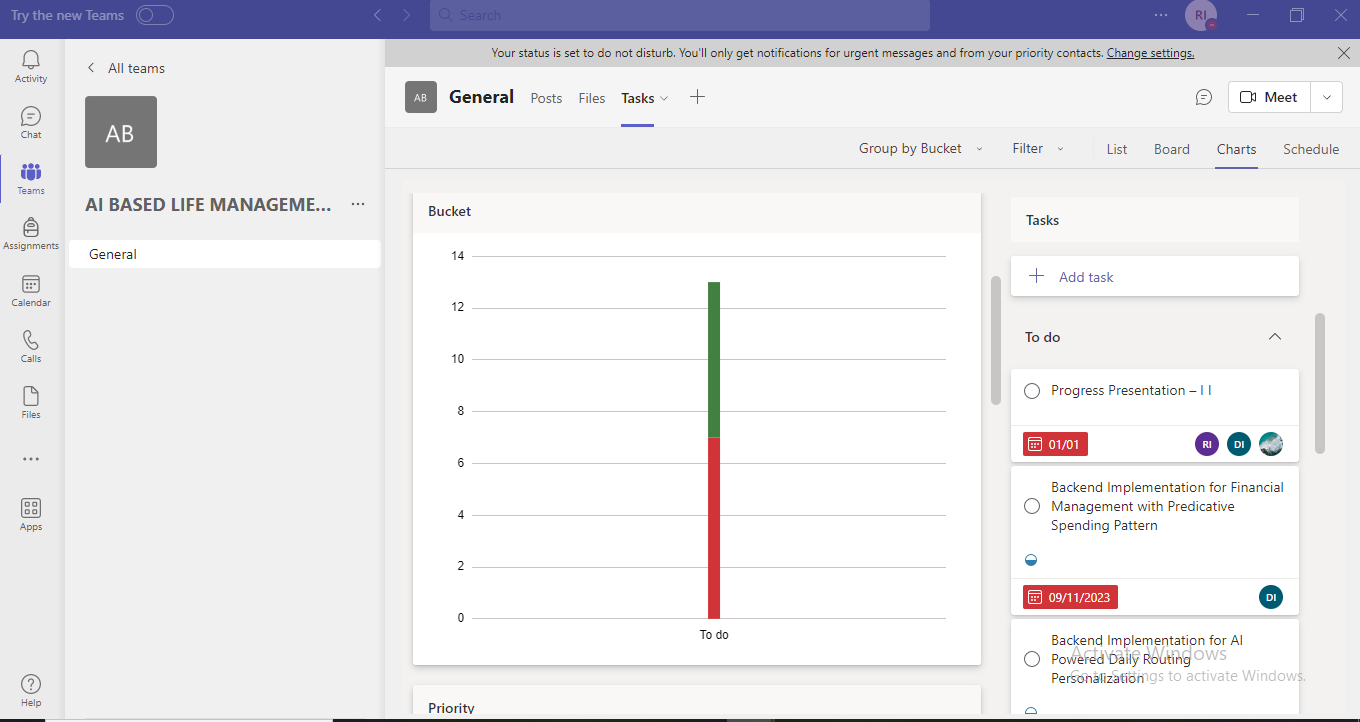 Try the new Teams
Search
RI
Your status is set to do not disturb. You'll only get notifications for urgent messages and from your priority contacts. Change settings.
Activity
Chat
Teams
Assignments
Calendar
Calls
Files
Apps
Help
All teams
AB
AI BASED LIFE MANAGEME...
General
AB
General
Posts
Files
Tasks
Meet
Group by Bucket
Filter
List
Board
Charts
Schedule
Bucket
14
12
10
8
6
4
2
0
To do
Priority
Tasks
Add task
To do
Progress Presentation – I I
01/01
RI
DI
Backend Implementation for Financial
Management with Predicative
Spending Pattern
09/11/2023
DI
Backend Implementation for AI
Powered Daily Routing
Personalization
Activate Windows
Go to Settings to activate Windows.